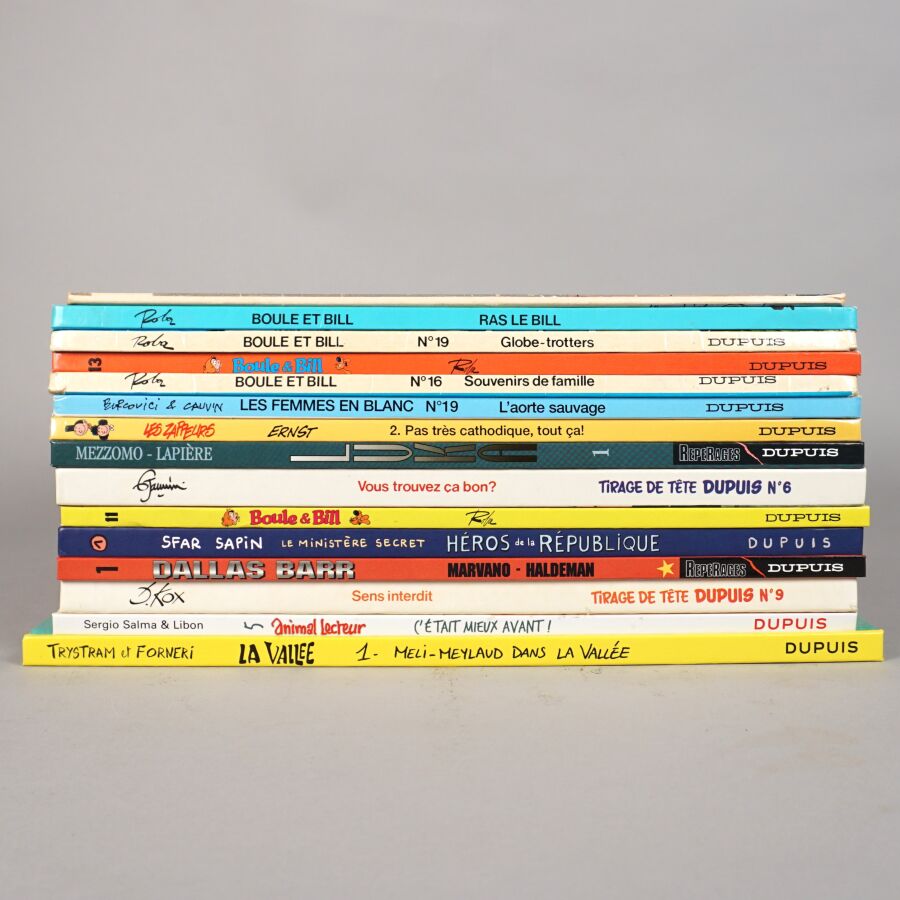 Roba BOULE ET BILL RAS LE BILL
Roba BOULE ET BILL N°19 Globe-trotters DUPUIS
13 Boule & Bill Roba DUPUIS
Roba BOULE ET BILL N°16 Souvenirs de famille DUPUIS
BERCOVICI & CAUVIN LES FEMMES EN BLANC N°19 L'aorte sauvage DUPUIS
LES ZAPPEURS ERNST 2. Pas très cathodique, tout ça! DUPUIS
MEZZOMO - LAPIÈRE LUKA 1 REPÉRAGES DUPUIS
Vous trouvez ça bon? TIRAGE DE TÊTE DUPUIS N°6
11 Boule & Bill Roba DUPUIS
1 SFAR SAPIN LE MINISTÈRE SECRET HÉROS de la RÉPUBLIQUE DUPUIS
1 DALLAS BARR MARVANO - HALDEMAN REPÉRAGES DUPUIS
D.Kox Sens interdit TIRAGE DE TÊTE DUPUIS N°9
Sergio Salma & Libon 5 animal lecteur C'ÉTAIT MIEUX AVANT! DUPUIS
TRYSTRAM et FORNERI LA VALLEE 1- MELI-MEYLAUD DANS LA VALLÉE DUPUIS